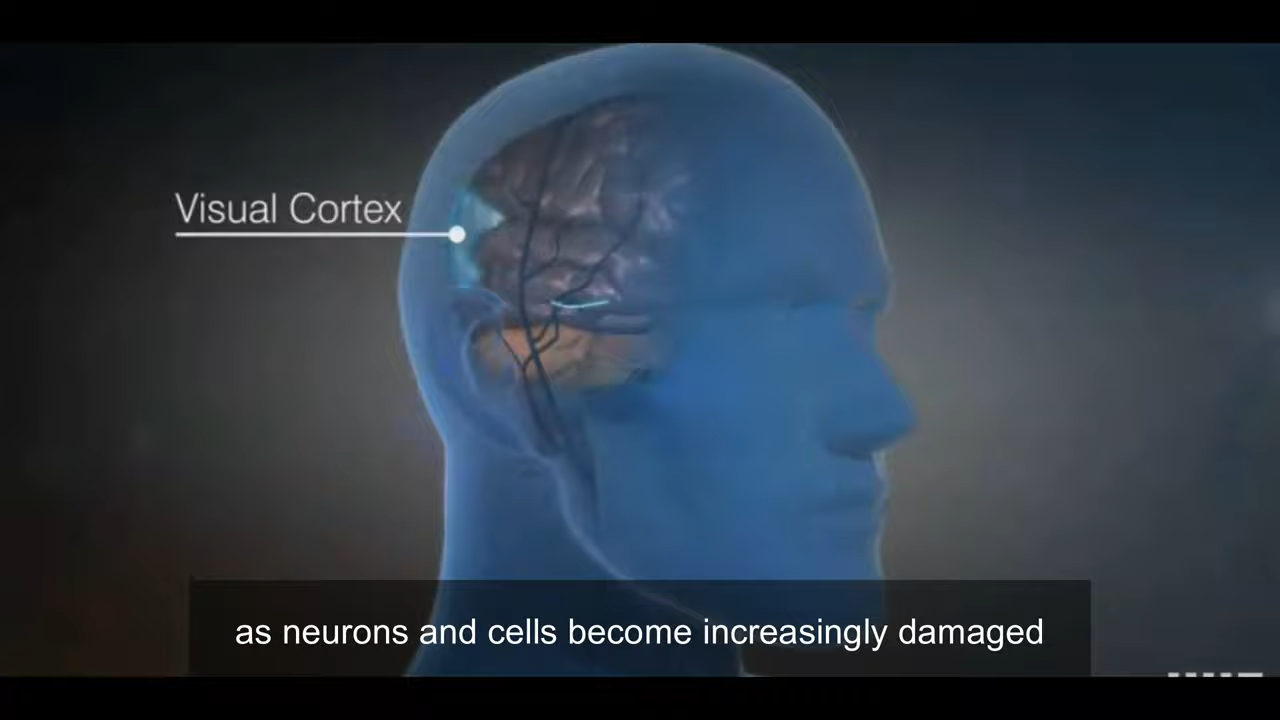 Visual Cortex
as neurons and cells become increasingly damaged